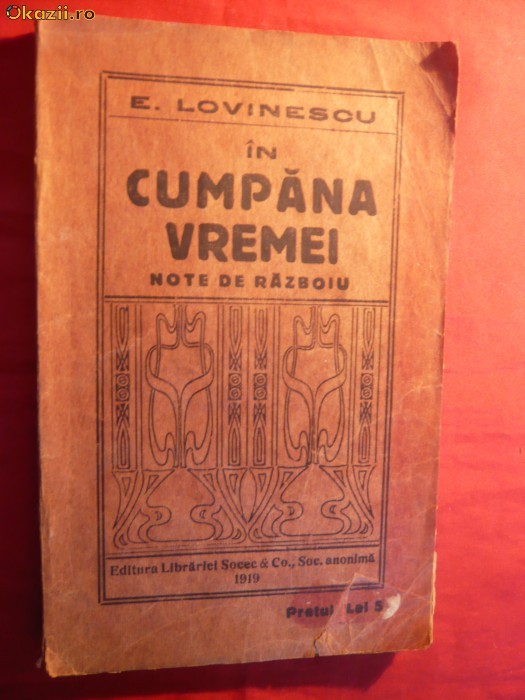 Okazii.ro
E. LOVINESCU
ÎN
CUMPĂNA
VREMEI
NOTE DE RĂZBOIU
Editura Librăriei Socec & Co., Soc. anonimă
1919
Prețul Lei 5